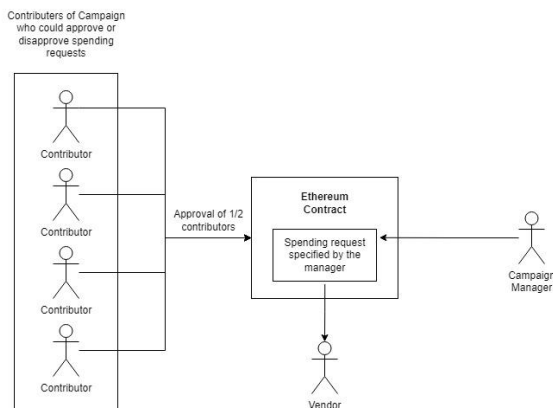 Contributers of Campaign
who could approve or
disapprove spending
requests
Contributor
Contributor
Contributor
Contributor
Approval of 1/2
contributors
Ethereum
Contract
Spending request
specified by the
manager
Campaign
Manager
Vendor